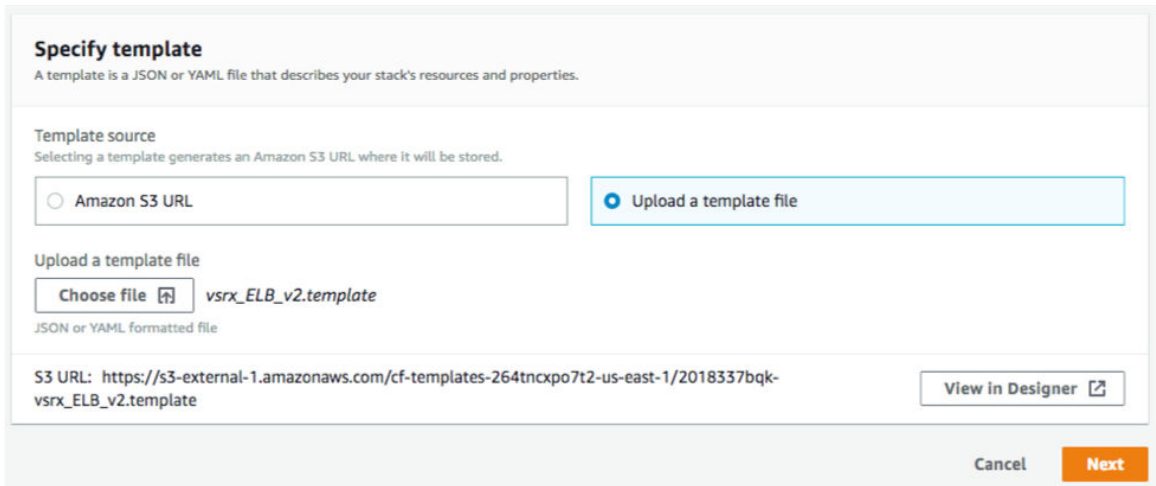 Specify template
A template is a JSON or YAML file that describes your stack's resources and properties.
Template source
Selecting a template generates an Amazon S3 URL where it will be stored.
Amazon S3 URL
Upload a template file
Upload a template file
Choose file
vsrx_ELB_v2.template
JSON or YAML formatted file
S3 URL: https://s3-external-1.amazonaws.com/cf-templates-264tncxpo7t2-us-east-1/2018337bqk-
vsrx_ELB_v2.template
View in Designer
Cancel
Next